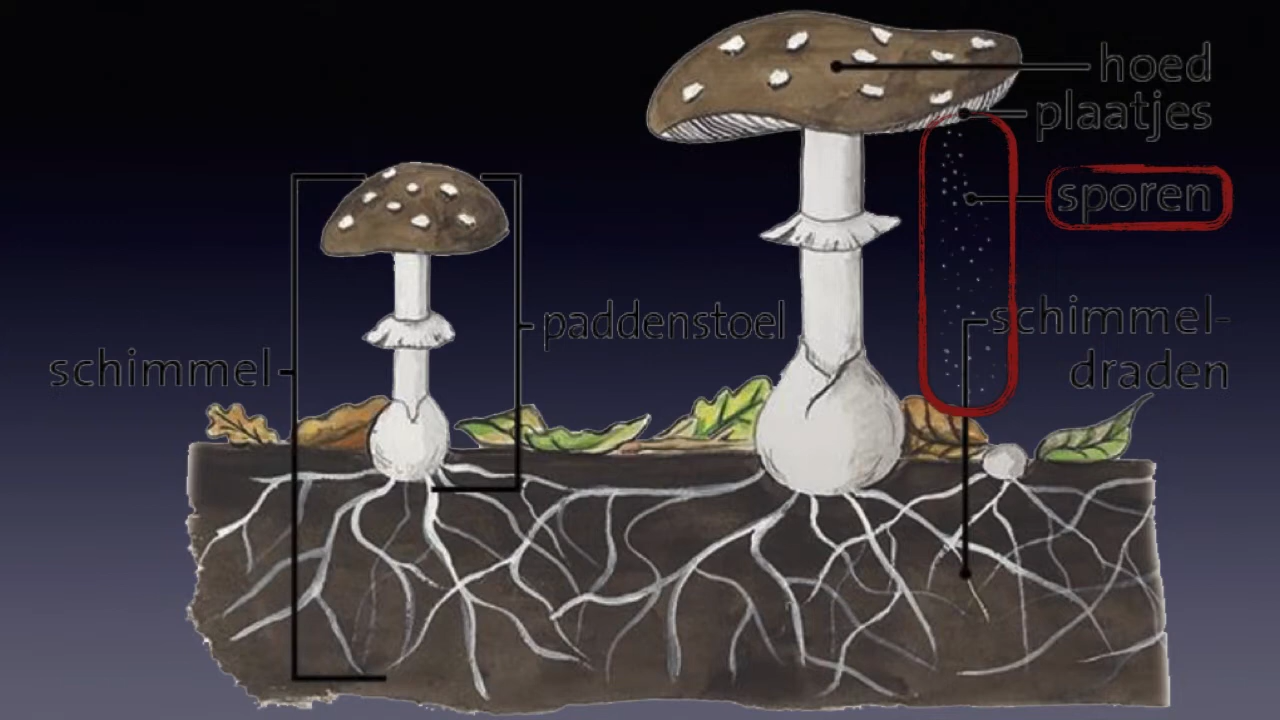 hoed
plaatjes
sporen
paddenstoel
schimmel-
draden
schimmel